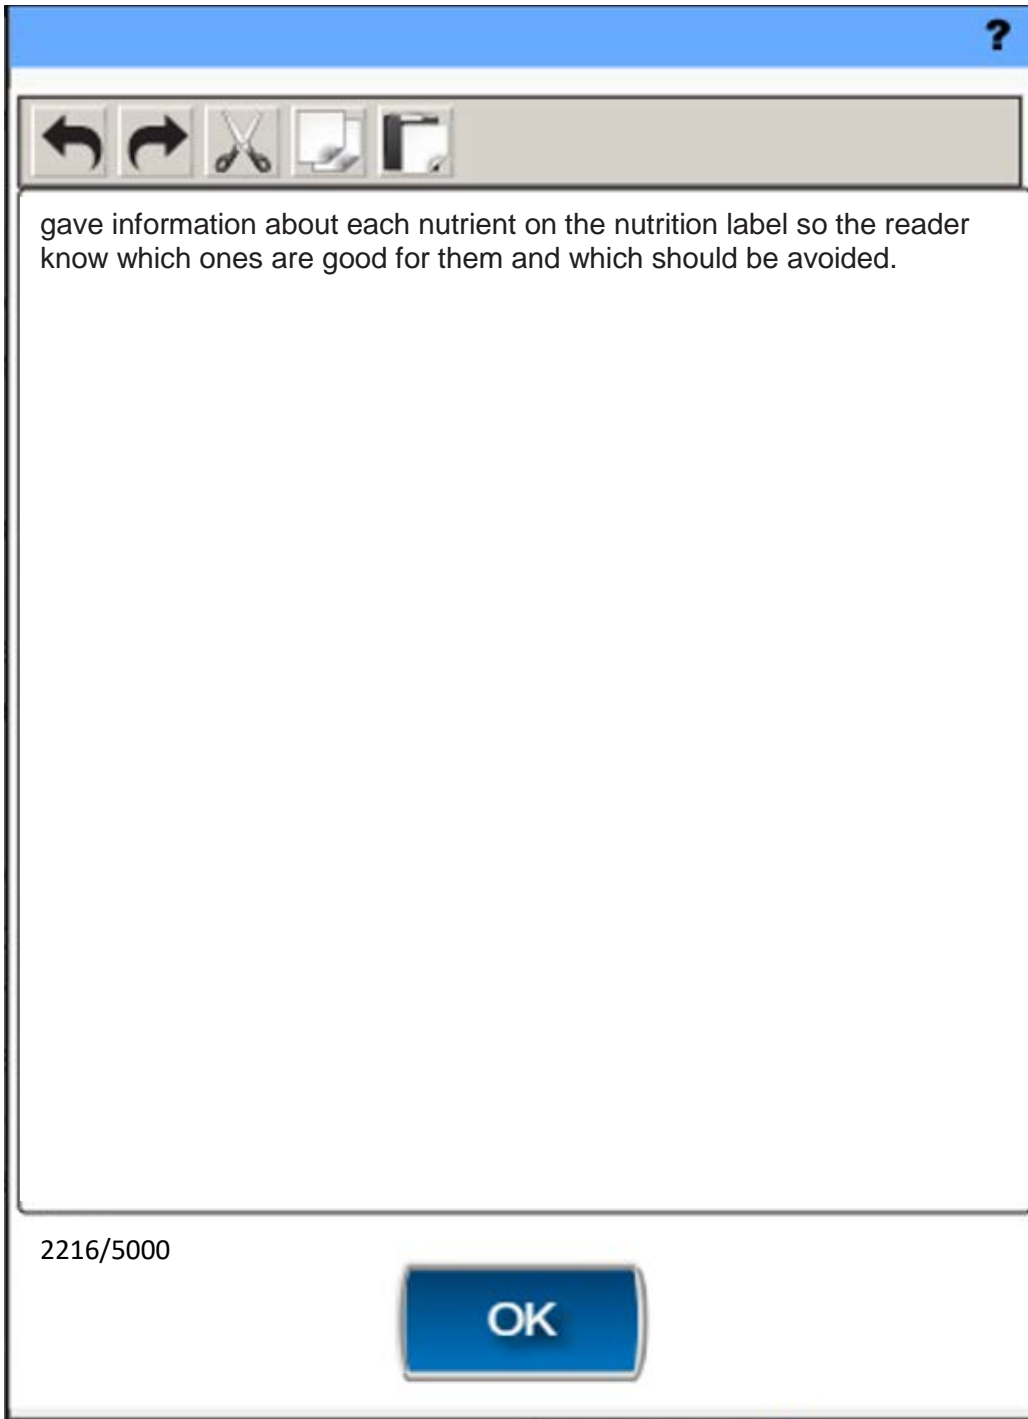 ?
gave information about each nutrient on the nutrition label so the reader
know which ones are good for them and which should be avoided.
2216/5000
OK